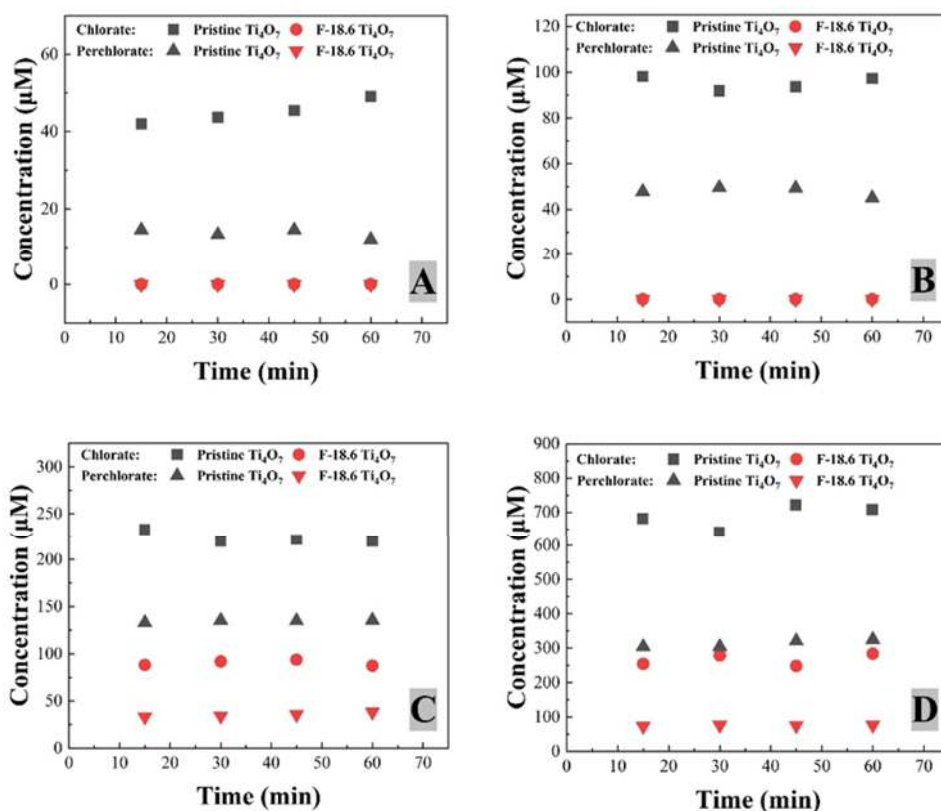 Chlorate: Pristine Ti₄O₇ F-18.6 Ti₄O₇
Perchlorate: Pristine Ti₄O₇ F-18.6 Ti₄O₇
60
40
20
0
Concentration (μM)
0 10 20 30 40 50 60 70
Time (min)
A
Chlorate: Pristine Ti₄O₇ F-18.6 Ti₄O₇
Perchlorate: Pristine Ti₄O₇ F-18.6 Ti₄O₇
120
100
80
60
40
20
0
Concentration (μM)
0 10 20 30 40 50 60 70
Time (min)
B
Chlorate: Pristine Ti₄O₇ F-18.6 Ti₄O₇
Perchlorate: Pristine Ti₄O₇ F-18.6 Ti₄O₇
300
250
200
150
100
50
0
Concentration (μM)
0 10 20 30 40 50 60 70
Time (min)
C
Chlorate: Pristine Ti₄O₇ F-18.6 Ti₄O₇
Perchlorate: Pristine Ti₄O₇ F-18.6 Ti₄O₇
900
800
700
600
500
400
300
200
100
0
Concentration (μM)
0 10 20 30 40 50 60 70
Time (min)
D